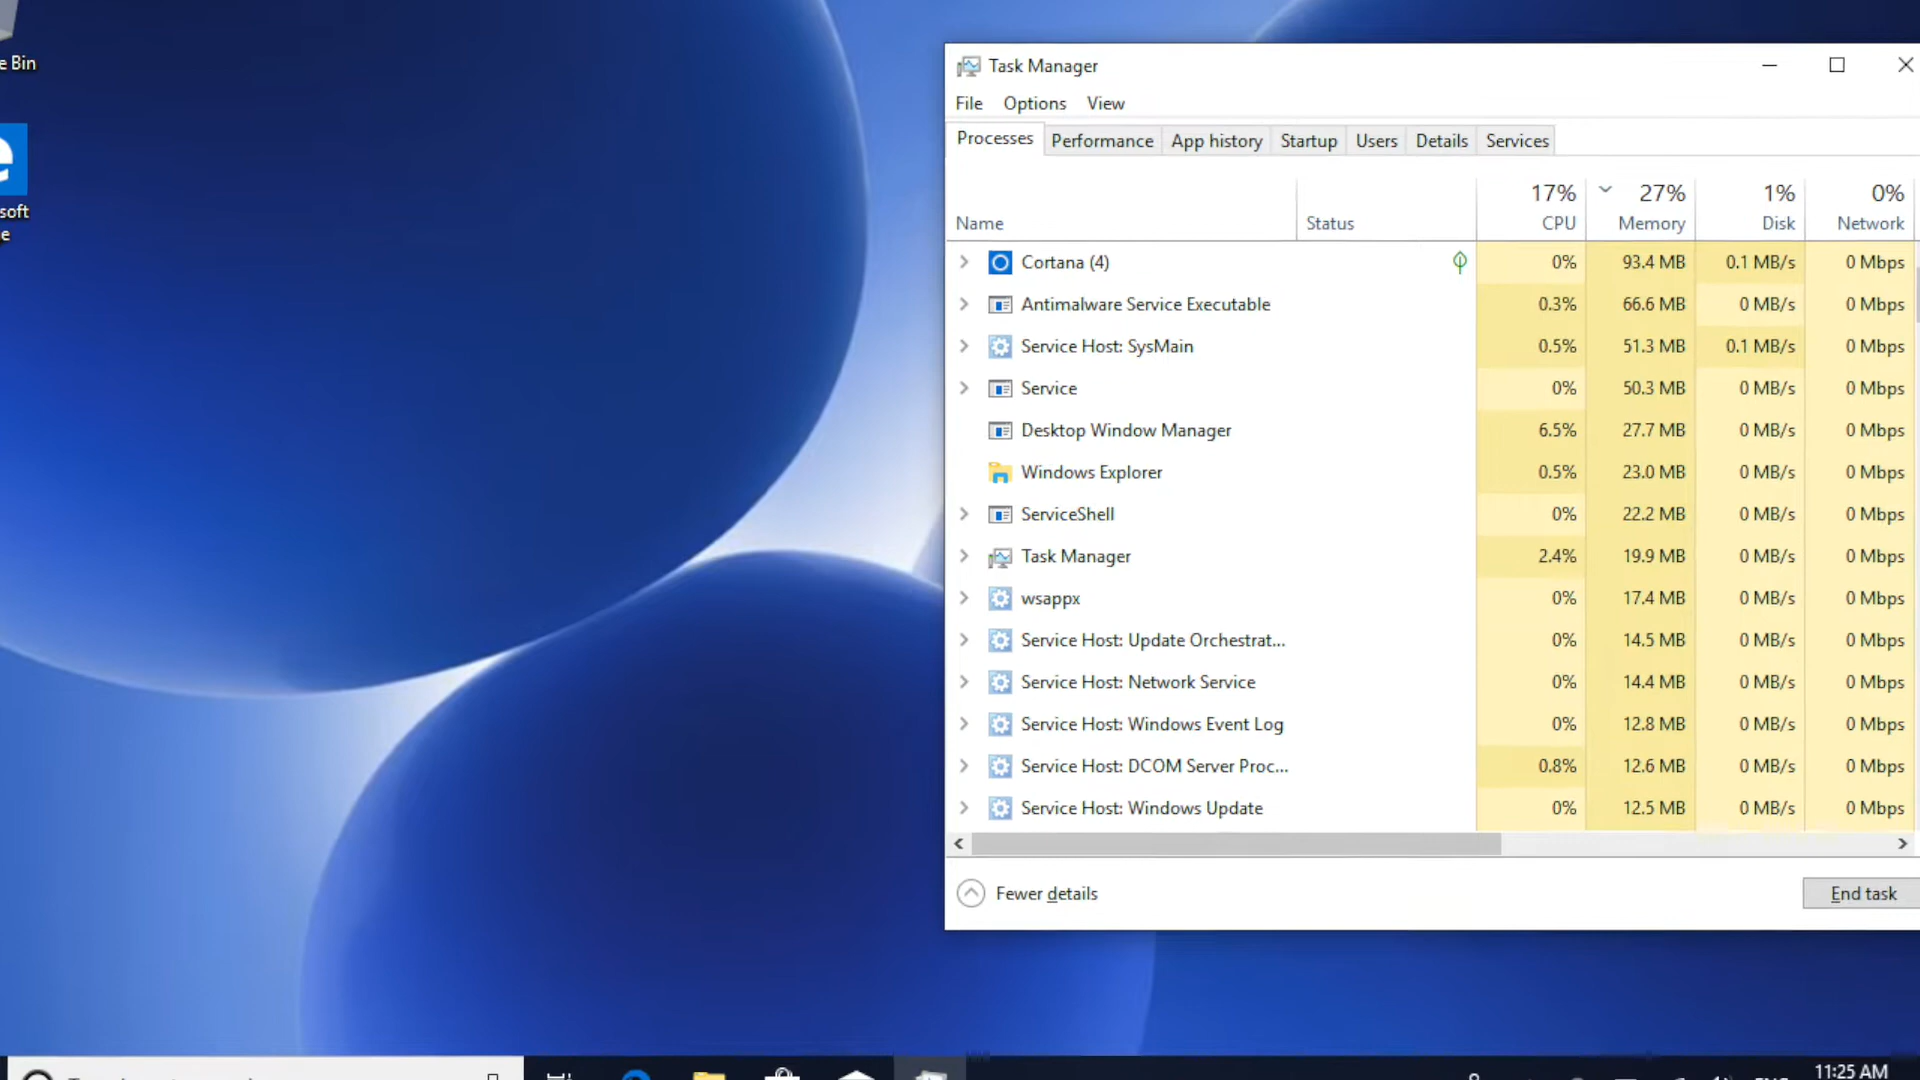 e Bin
soft
e
Task Manager
File Options View
Processes Performance App history Startup Users Details Services
17% 27% 1% 0%
Name Status CPU Memory Disk Network
Cortana (4) 0% 93.4 MB 0.1 MB/s 0 Mbps
Antimalware Service Executable 0.3% 66.6 MB 0 MB/s 0 Mbps
Service Host: SysMain 0.5% 51.3 MB 0.1 MB/s 0 Mbps
Service 0% 50.3 MB 0 MB/s 0 Mbps
Desktop Window Manager 6.5% 27.7 MB 0 MB/s 0 Mbps
Windows Explorer 0.5% 23.0 MB 0 MB/s 0 Mbps
ServiceShell 0% 22.2 MB 0 MB/s 0 Mbps
Task Manager 2.4% 19.9 MB 0 MB/s 0 Mbps
wsappx 0% 17.4 MB 0 MB/s 0 Mbps
Service Host: Update Orchestrat... 0% 14.5 MB 0 MB/s 0 Mbps
Service Host: Network Service 0% 14.4 MB 0 MB/s 0 Mbps
Service Host: Windows Event Log 0% 12.8 MB 0 MB/s 0 Mbps
Service Host: DCOM Server Proc... 0.8% 12.6 MB 0 MB/s 0 Mbps
Service Host: Windows Update 0% 12.5 MB 0 MB/s 0 Mbps
Fewer details End task
11:25 AM